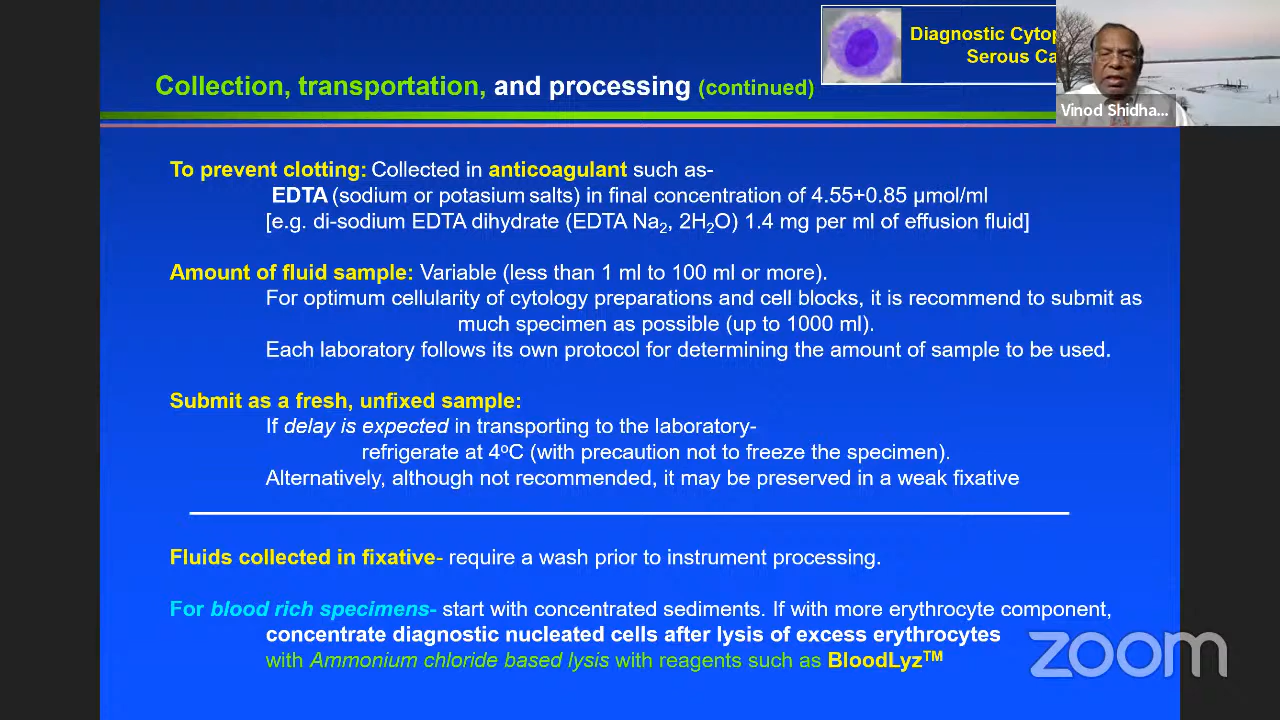 Diagnostic Cytop
Serous Ca
Vinod Shidha...
Collection, transportation, and processing (continued)
To prevent clotting: Collected in anticoagulant such as-
EDTA (sodium or potasium salts) in final concentration of 4.55+0.85 µmol/ml
[e.g. di-sodium EDTA dihydrate (EDTA Na2, 2H2O) 1.4 mg per ml of effusion fluid]
Amount of fluid sample: Variable (less than 1 ml to 100 ml or more).
For optimum cellularity of cytology preparations and cell blocks, it is recommend to submit as
much specimen as possible (up to 1000 ml).
Each laboratory follows its own protocol for determining the amount of sample to be used.
Submit as a fresh, unfixed sample:
If delay is expected in transporting to the laboratory-
refrigerate at 4oC (with precaution not to freeze the specimen).
Alternatively, although not recommended, it may be preserved in a weak fixative
Fluids collected in fixative- require a wash prior to instrument processing.
For blood rich specimens- start with concentrated sediments. If with more erythrocyte component,
concentrate diagnostic nucleated cells after lysis of excess erythrocytes
with Ammonium chloride based lysis with reagents such as BloodLyzTM
zoom